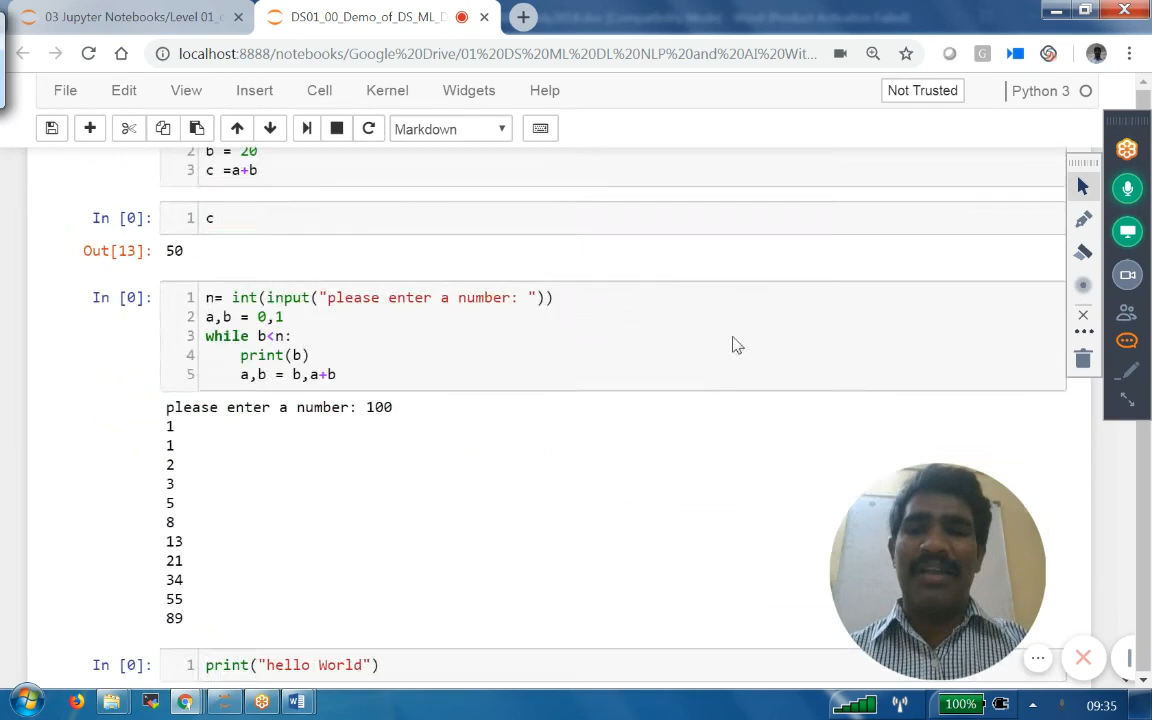 03 Jupyter Notebooks/Level 01_c
DS01_00_Demo_of_DS_ML_D
localhost:8888/notebooks/Google%20Drive/01%20DS%20ML%20DL%20NLP%20and%20AI%20Wit...
File Edit View Insert Cell Kernel Widgets Help Not Trusted Python 3
Markdown
2 b = 20
3 c =a+b
In [0]: 1 c
Out[13]: 50
In [0]: 1 n= int(input("please enter a number: "))
2 a,b = 0,1
3 while b<n:
4 print(b)
5 a,b = b,a+b
please enter a number: 100
1
1
2
3
5
8
13
21
34
55
89
In [0]: 1 print("hello World")
100% 09:35